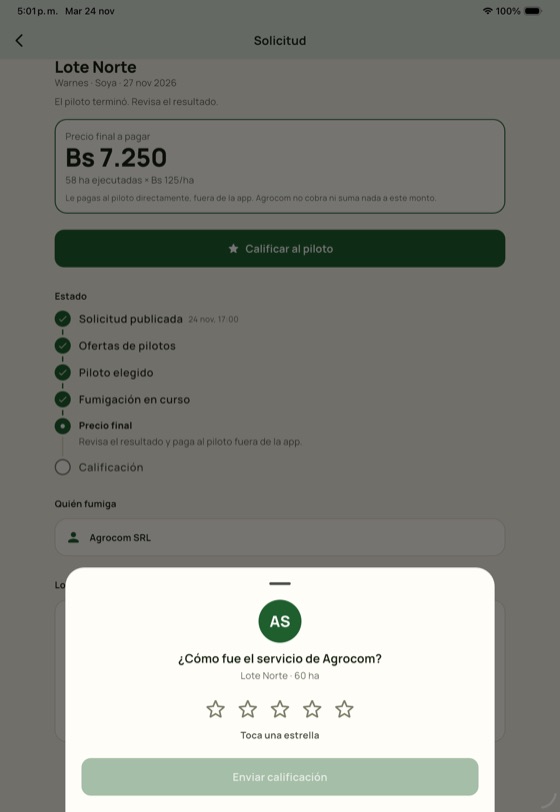 5:01 p. m. Mar 24 nov
100%
Solicitud
Lote Norte
Warnes · Soya · 27 nov 2026
El piloto terminó. Revisa el resultado.
Precio final a pagar
Bs 7.250
58 ha ejecutadas × Bs 125/ha
Le pagas al piloto directamente, fuera de la app. Agrocom no cobra ni suma nada a este monto.
Calificar al piloto
Estado
Solicitud publicada 24 nov. 17:00
Ofertas de pilotos
Piloto elegido
Fumigación en curso
Precio final
Revisa el resultado y paga al piloto fuera de la app.
Calificación
Quién fumiga
Agrocom SRL
Lo
AS
¿Cómo fue el servicio de Agrocom?
Lote Norte · 60 ha
Toca una estrella
Enviar calificación